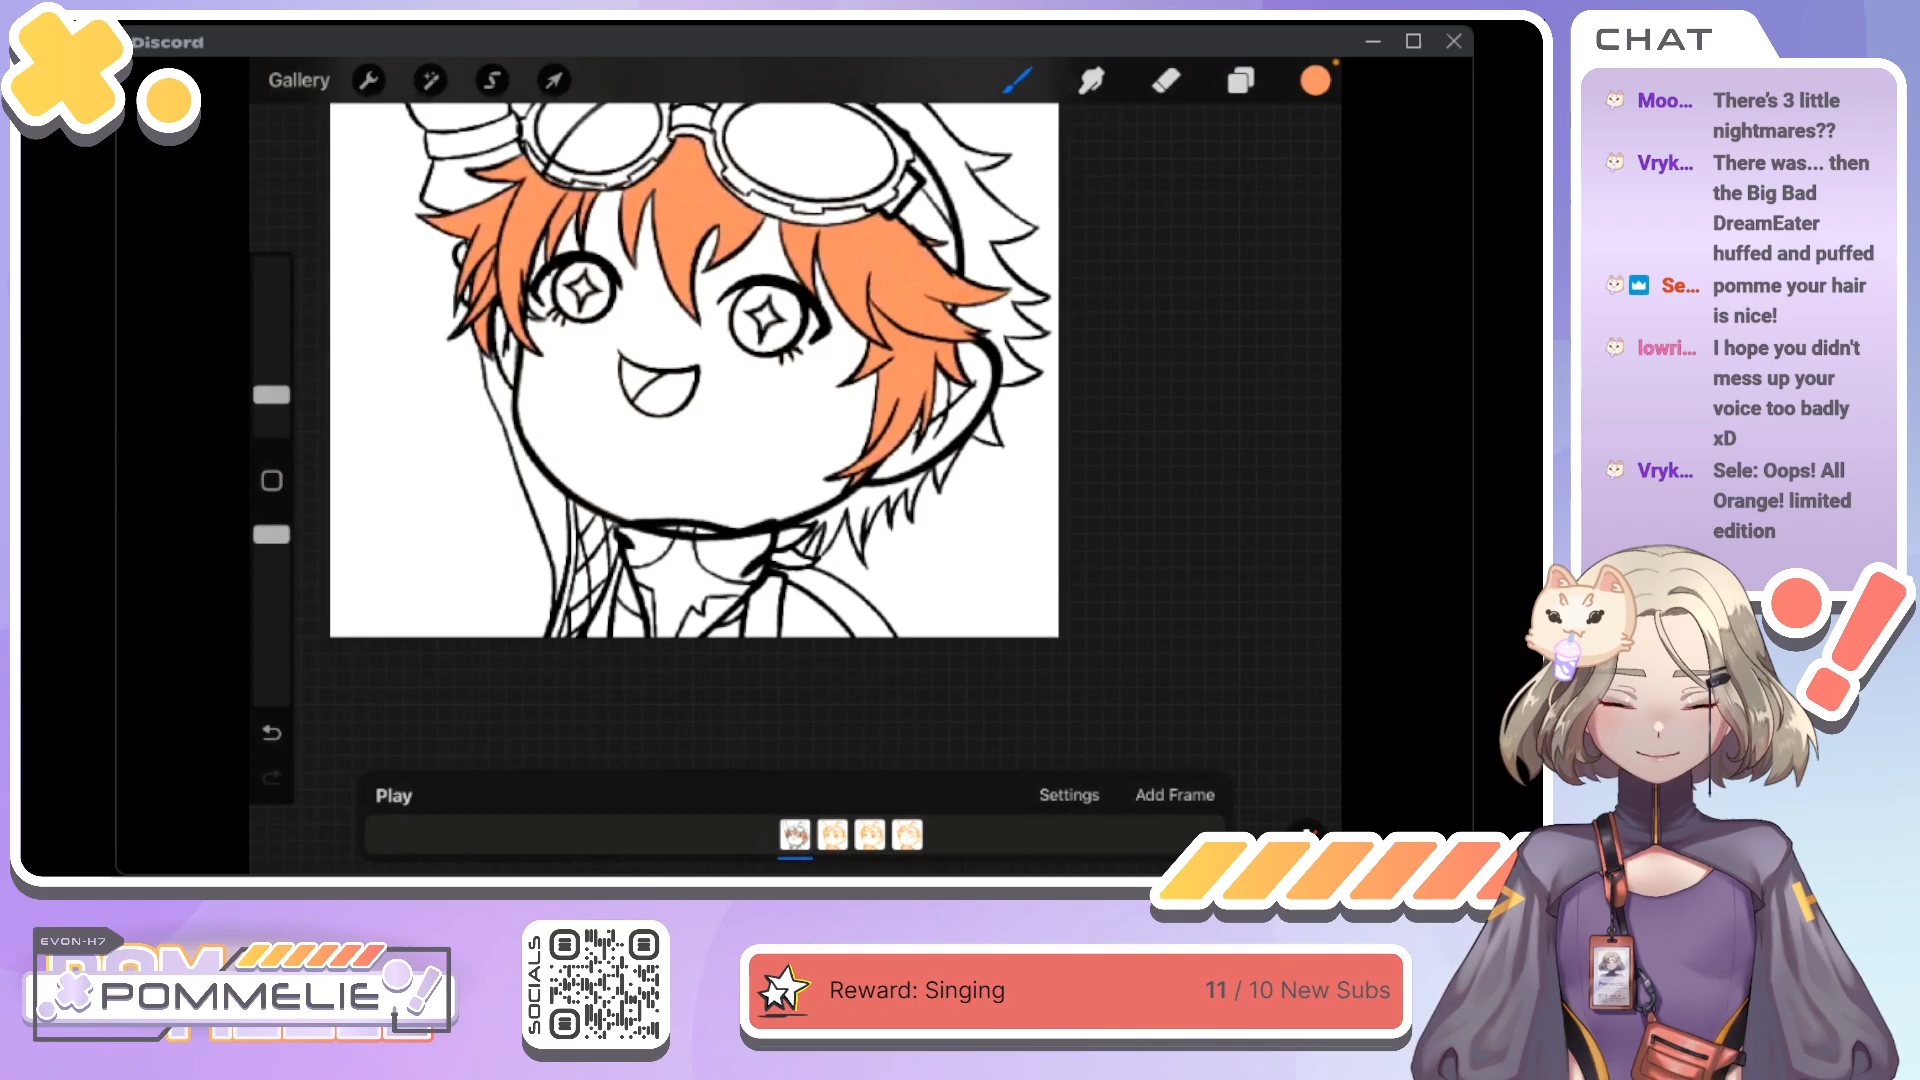 Discord
Gallery
CHAT
Moo... There's 3 little
nightmares??
Vryk... There was... then
the Big Bad
DreamEater
huffed and puffed
Se... pomme your hair
is nice!
lowri... I hope you didn't
mess up your
voice too badly
xD
Vryk... Sele: Oops! All
Orange! limited
edition
Play
Settings
Add Frame
EVON-H7
POMMELIE
SOCIALS
Reward: Singing
11 / 10 New Subs